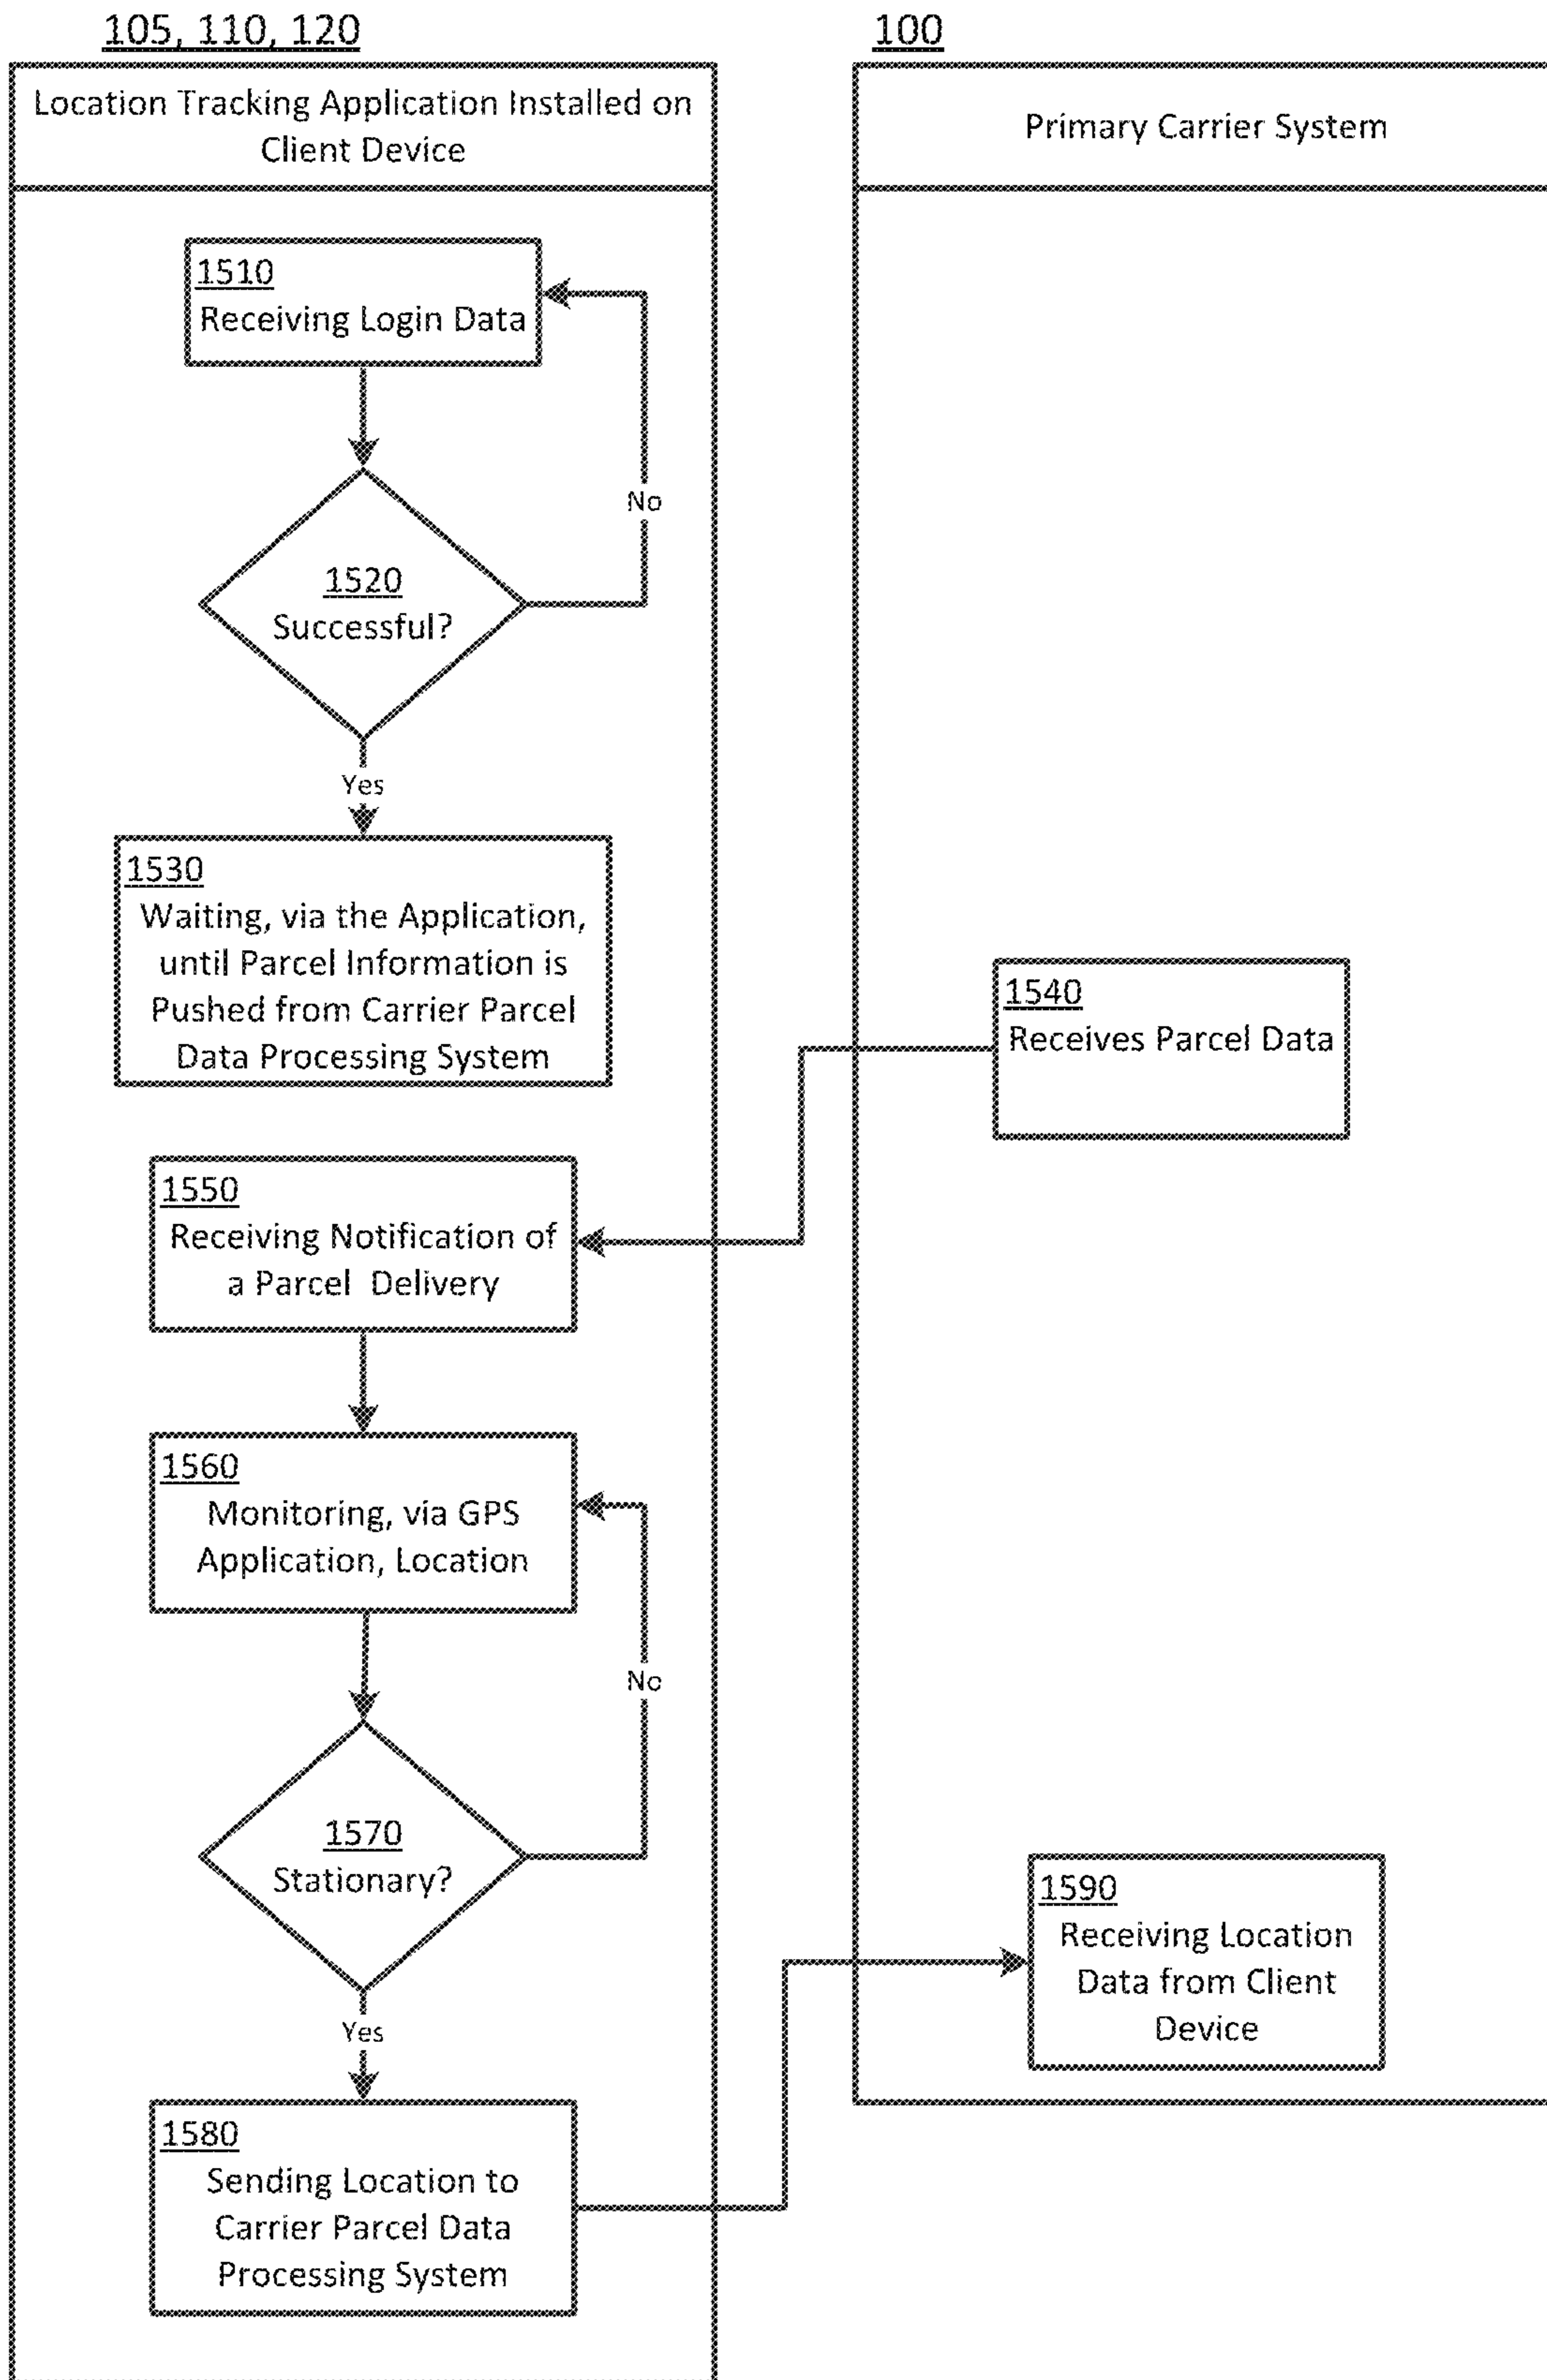 105, 110, 120
Location Tracking Application Installed on
Client Device
1510
Receiving Login Data
No
1520
Successful?
Yes
1530
Waiting, via the Application,
until Parcel Information is
Pushed from Carrier Parcel
Data Processing System
1550
Receiving Notification of
a Parcel Delivery
1560
Monitoring, via GPS
Application, Location
No
1570
Stationary?
Yes
1580
Sending Location to
Carrier Parcel Data
Processing System
100
Primary Carrier System
1540
Receives Parcel Data
1590
Receiving Location
Data from Client
Device